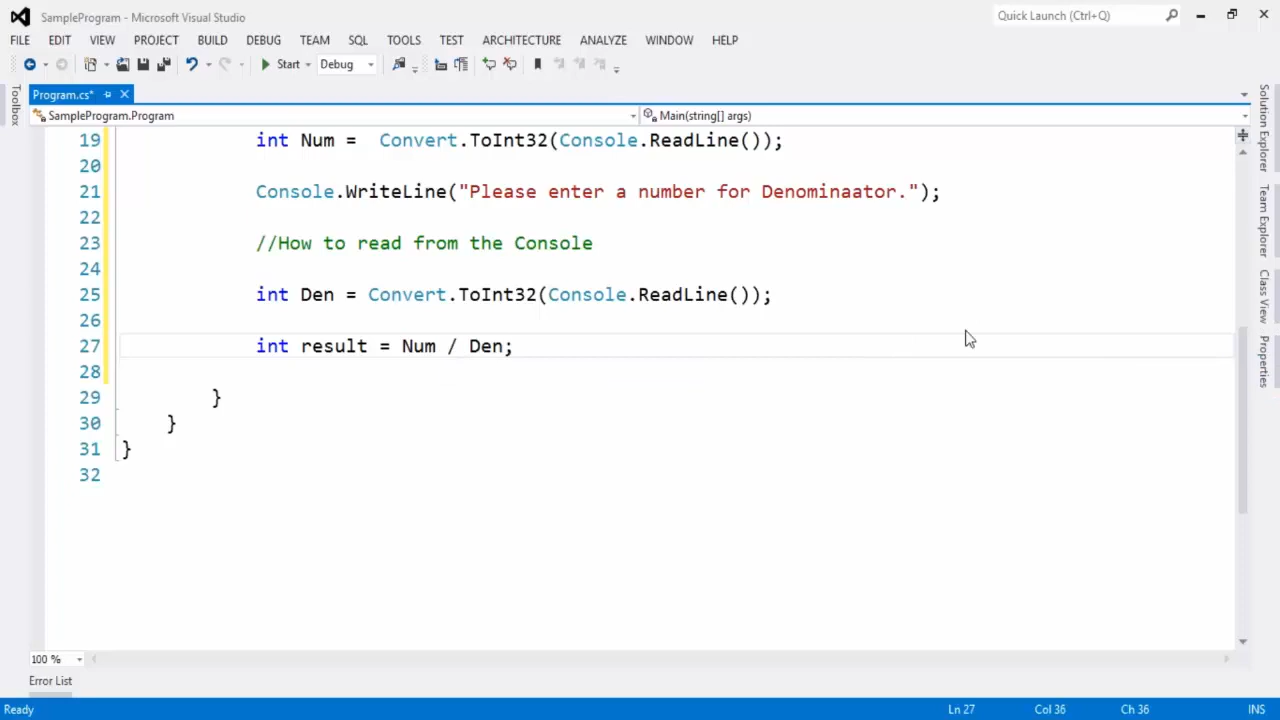 SampleProgram - Microsoft Visual Studio
Quick Launch (Ctrl+Q)
FILE EDIT VIEW PROJECT BUILD DEBUG TEAM SQL TOOLS TEST ARCHITECTURE ANALYZE WINDOW HELP
Start Debug
Program.cs*
SampleProgram.Program Main(string[] args)
19 int Num =  Convert.ToInt32(Console.ReadLine());
20
21 Console.WriteLine("Please enter a number for Denominaator.");
22
23 //How to read from the Console
24
25 int Den = Convert.ToInt32(Console.ReadLine());
26
27 int result = Num / Den;
28
29 }
30 }
31 }
32
100 %
Error List
Ready Ln 27 Col 36 Ch 36 INS
Toolbox
Solution Explorer
Team Explorer
Class View
Properties